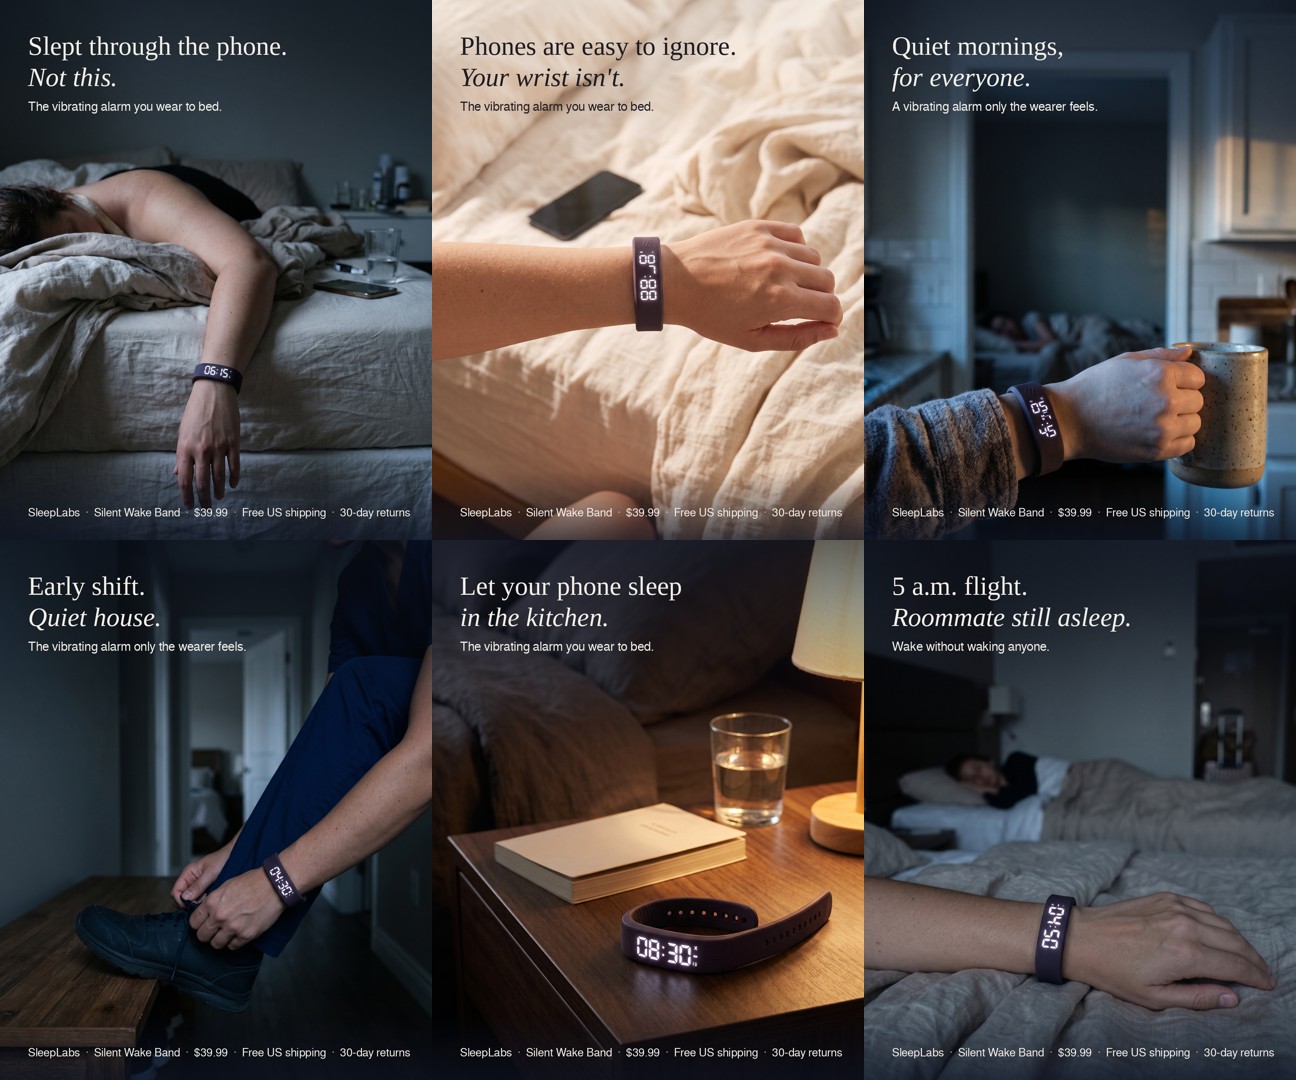 Slept through the phone.
Not this.
The vibrating alarm you wear to bed.
06:15
SleepLabs · Silent Wake Band · $39.99 · Free US shipping · 30-day returns
Phones are easy to ignore.
Your wrist isn't.
The vibrating alarm you wear to bed.
SleepLabs · Silent Wake Band · $39.99 · Free US shipping · 30-day returns
Quiet mornings,
for everyone.
A vibrating alarm only the wearer feels.
05
45
SleepLabs · Silent Wake Band · $39.99 · Free US shipping · 30-day returns
Early shift.
Quiet house.
The vibrating alarm only the wearer feels.
04:30
SleepLabs · Silent Wake Band · $39.99 · Free US shipping · 30-day returns
Let your phone sleep
in the kitchen.
The vibrating alarm you wear to bed.
08:30
SleepLabs · Silent Wake Band · $39.99 · Free US shipping · 30-day returns
5 a.m. flight.
Roommate still asleep.
Wake without waking anyone.
SleepLabs · Silent Wake Band · $39.99 · Free US shipping · 30-day returns